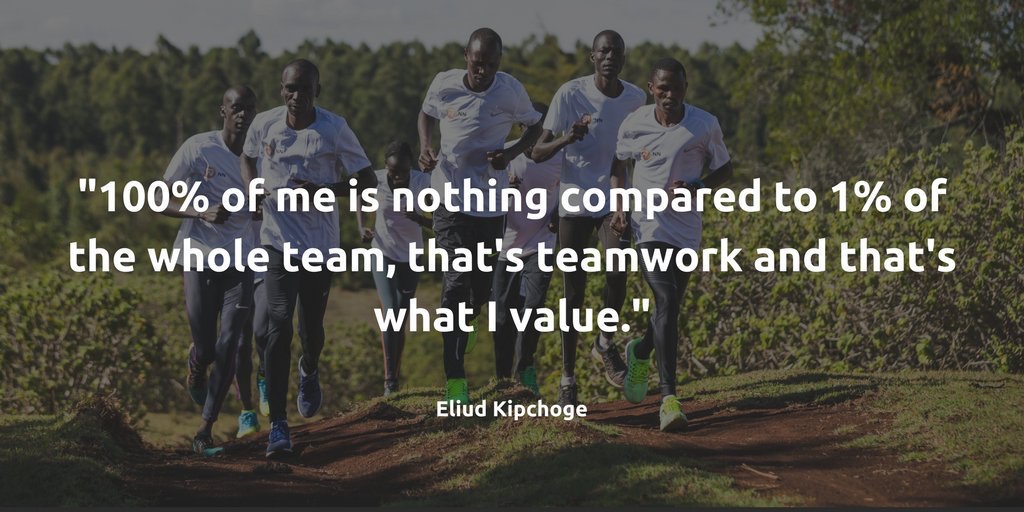 "100% of me is nothing compared to 1% of
the whole team, that's teamwork and that's
what I value."
Eliud Kipchoge